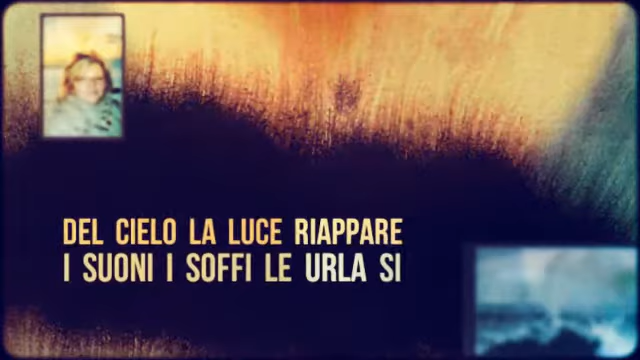 DEL CIELO LA LUCE RIAPPARE
I SUONI I SOFFI LE URLA SI